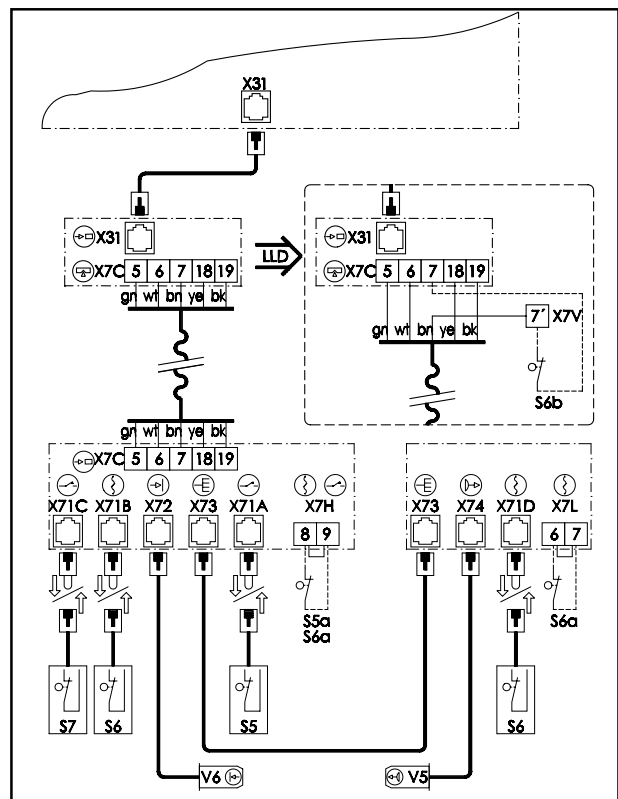 X31
X31
X7C 5 6 7 18 19
gn wt bn ye bk
LLD
X31
X7C 5 6 7 18 19
gn wt bn ye bk
7´ X7V
S6b
gn wt bn ye bk
X7C 5 6 7 18 19
X71C X71B X72 X73 X71A X7H
8 9
S5a
S6a
S7 S6 S5
V6
X73 X74 X71D X7L
6 7
S6a
S6
V5